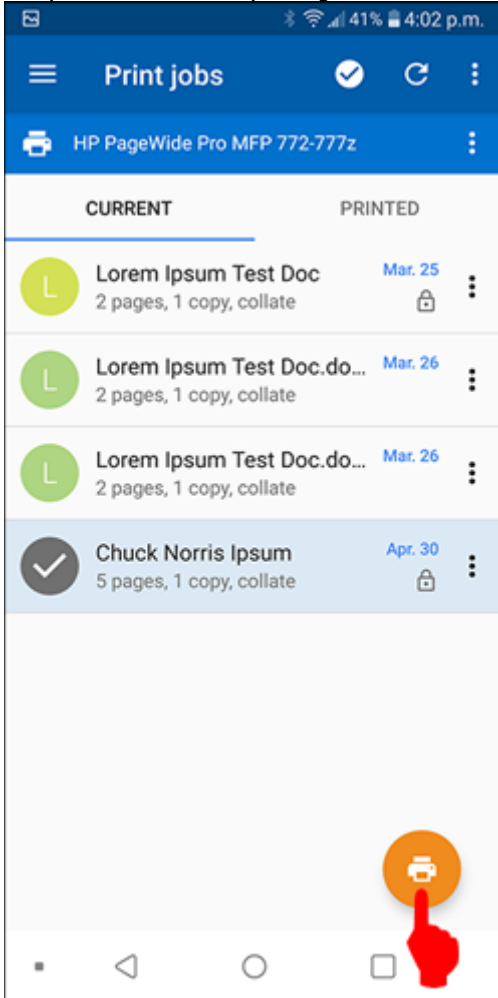 41% 4:02 p.m.
Print jobs
HP PageWide Pro MFP 772-777z
CURRENT PRINTED
Lorem Ipsum Test Doc Mar. 25
2 pages, 1 copy, collate
Lorem Ipsum Test Doc.do... Mar. 26
2 pages, 1 copy, collate
Lorem Ipsum Test Doc.do... Mar. 26
2 pages, 1 copy, collate
Chuck Norris Ipsum Apr. 30
5 pages, 1 copy, collate
L
L
L